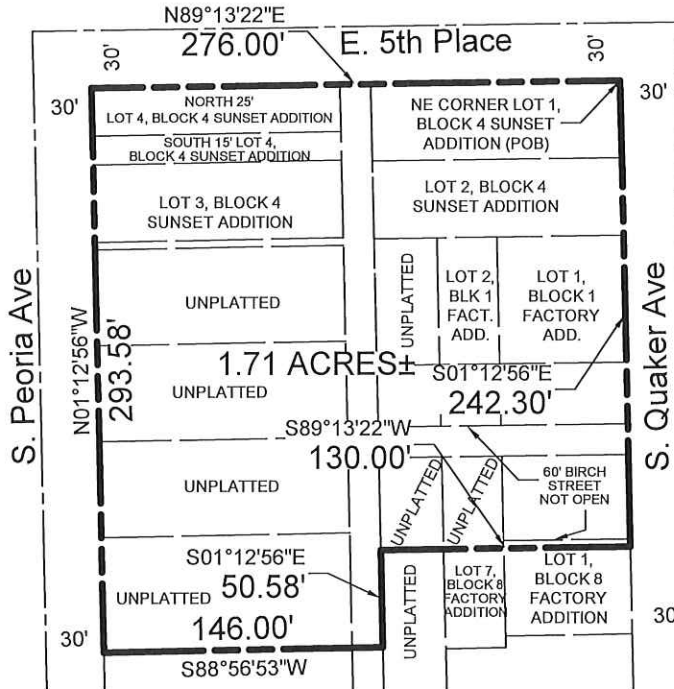 N89°13'22"E
276.00'
E. 5th Place
30'
30'
30'
30'
NORTH 25'
LOT 4, BLOCK 4 SUNSET ADDITION
SOUTH 15' LOT 4,
BLOCK 4 SUNSET ADDITION
NE CORNER LOT 1,
BLOCK 4 SUNSET
ADDITION (POB)
LOT 3, BLOCK 4
SUNSET ADDITION
LOT 2, BLOCK 4
SUNSET ADDITION
UNPLATTED
UNPLATTED
LOT 2,
BLK 1
FACT.
ADD.
LOT 1,
BLOCK 1
FACTORY
ADD.
S. Peoria Ave
N01°12'56"W
293.58'
1.71 ACRES±
S01°12'56"E
242.30'
S. Quaker Ave
UNPLATTED
S89°13'22"W
130.00'
UNPLATTED
UNPLATTED
UNPLATTED
60' BIRCH
STREET
NOT OPEN
S01°12'56"E
50.58'
UNPLATTED
146.00'
S88°56'53"W
UNPLATTED
LOT 7,
BLOCK 8
FACTORY
ADDITION
LOT 1,
BLOCK 8
FACTORY
ADDITION
30'
30'